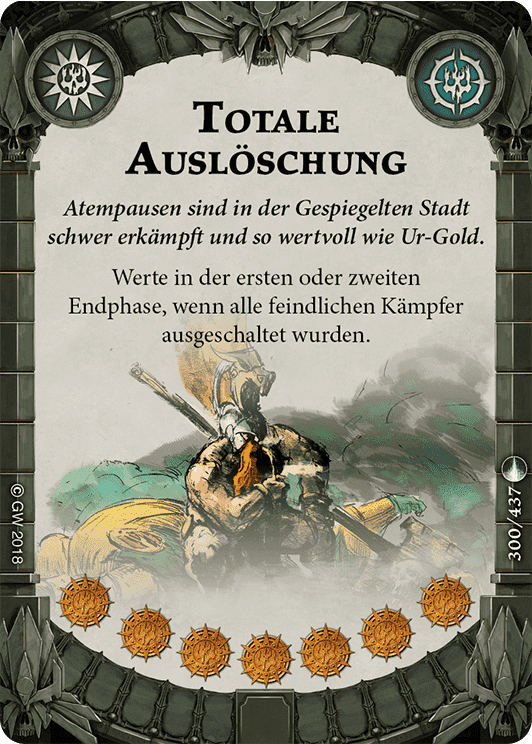 Totale
Auslöschung
Atempausen sind in der Gespiegelten Stadt
schwer erkämpft und so wertvoll wie Ur-Gold.
Werte in der ersten oder zweiten
Endphase, wenn alle feindlichen Kämpfer
ausgeschaltet wurden.
© GW 2018
300/437